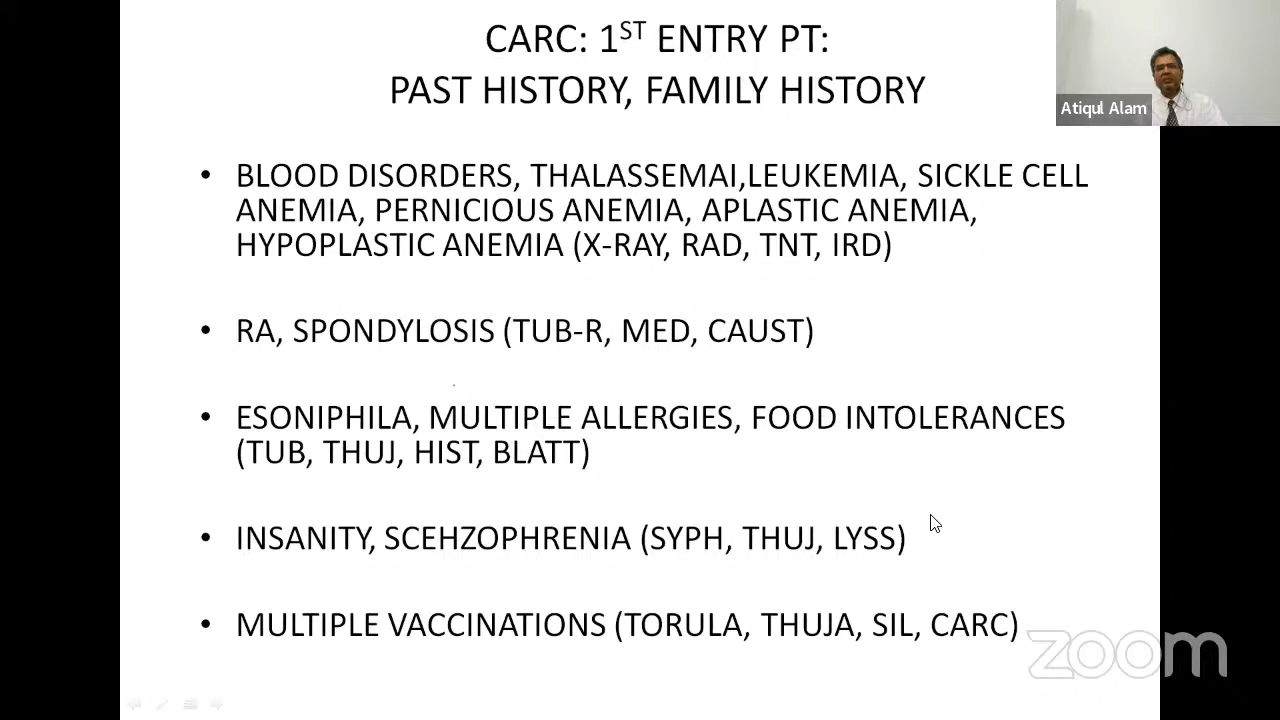 CARC: 1ST ENTRY PT:
PAST HISTORY, FAMILY HISTORY
Atiqul Alam
• BLOOD DISORDERS, THALASSEMAI,LEUKEMIA, SICKLE CELL
ANEMIA, PERNICIOUS ANEMIA, APLASTIC ANEMIA,
HYPOPLASTIC ANEMIA (X-RAY, RAD, TNT, IRD)
• RA, SPONDYLOSIS (TUB-R, MED, CAUST)
• ESONIPHILA, MULTIPLE ALLERGIES, FOOD INTOLERANCES
(TUB, THUJ, HIST, BLATT)
• INSANITY, SCEHZOPHRENIA (SYPH, THUJ, LYSS)
• MULTIPLE VACCINATIONS (TORULA, THUJA, SIL, CARC)
zoom